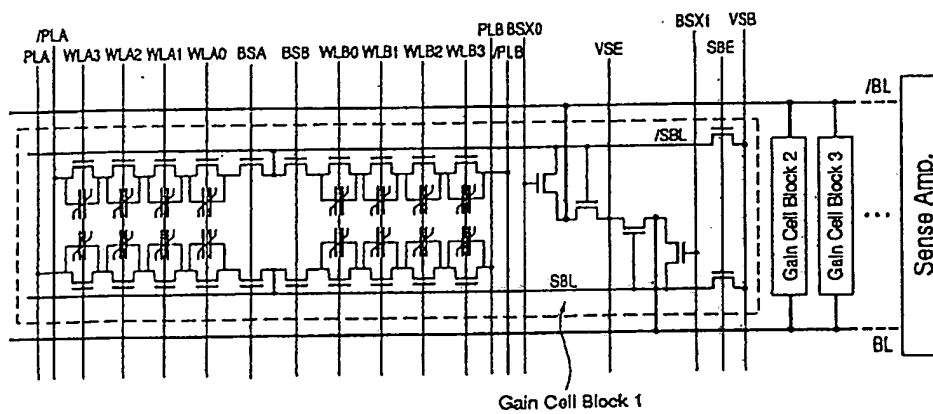 /PLA
PLA WLA3 WLA2 WLA1 WLA0 BSA BSB WLB0 WLB1 WLB2 WLB3 PLB /PLB BSX0 VSE BSX1 SBE VSB
/BL
/SBL
Gain Cell Block 2
Gain Cell Block 3
...
Sense Amp.
SBL
BL
Gain Cell Block 1